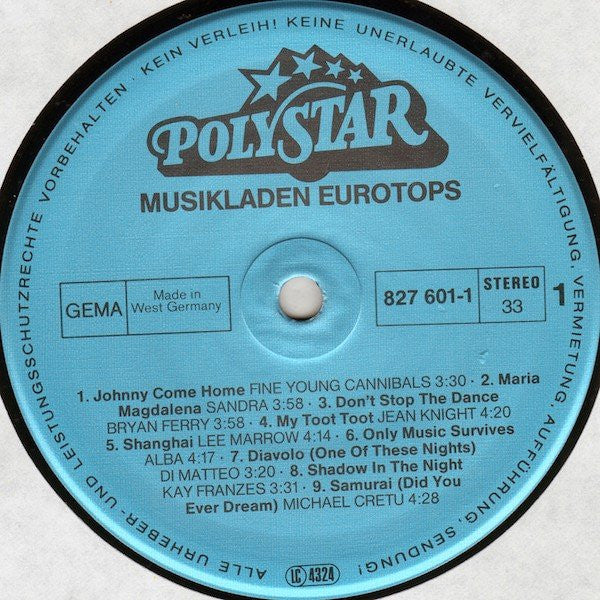 ALLE URHEBER- UND LEISTUNGSSCHUTZRECHTE VORBEHALTEN · KEIN VERLEIH! KEINE UNERLAUBTE VERVIELFÄLTIGUNG, VERMIETUNG, AUFFÜHRUNG, SENDUNG!
POLYSTAR
MUSIKLADEN EUROTOPS
GEMA
Made in
West Germany
827 601-1
STEREO
33
1
1. Johnny Come Home FINE YOUNG CANNIBALS 3:30 · 2. Maria
Magdalena SANDRA 3:58 · 3. Don't Stop The Dance
BRYAN FERRY 3:58 · 4. My Toot Toot JEAN KNIGHT 4:20
5. Shanghai LEE MARROW 4:14 · 6. Only Music Survives
ALBA 4:17 · 7. Diavolo (One Of These Nights)
DI MATTEO 3:20 · 8. Shadow In The Night
KAY FRANZES 3:31 · 9. Samurai (Did You
Ever Dream) MICHAEL CRETU 4:28
LC 4324